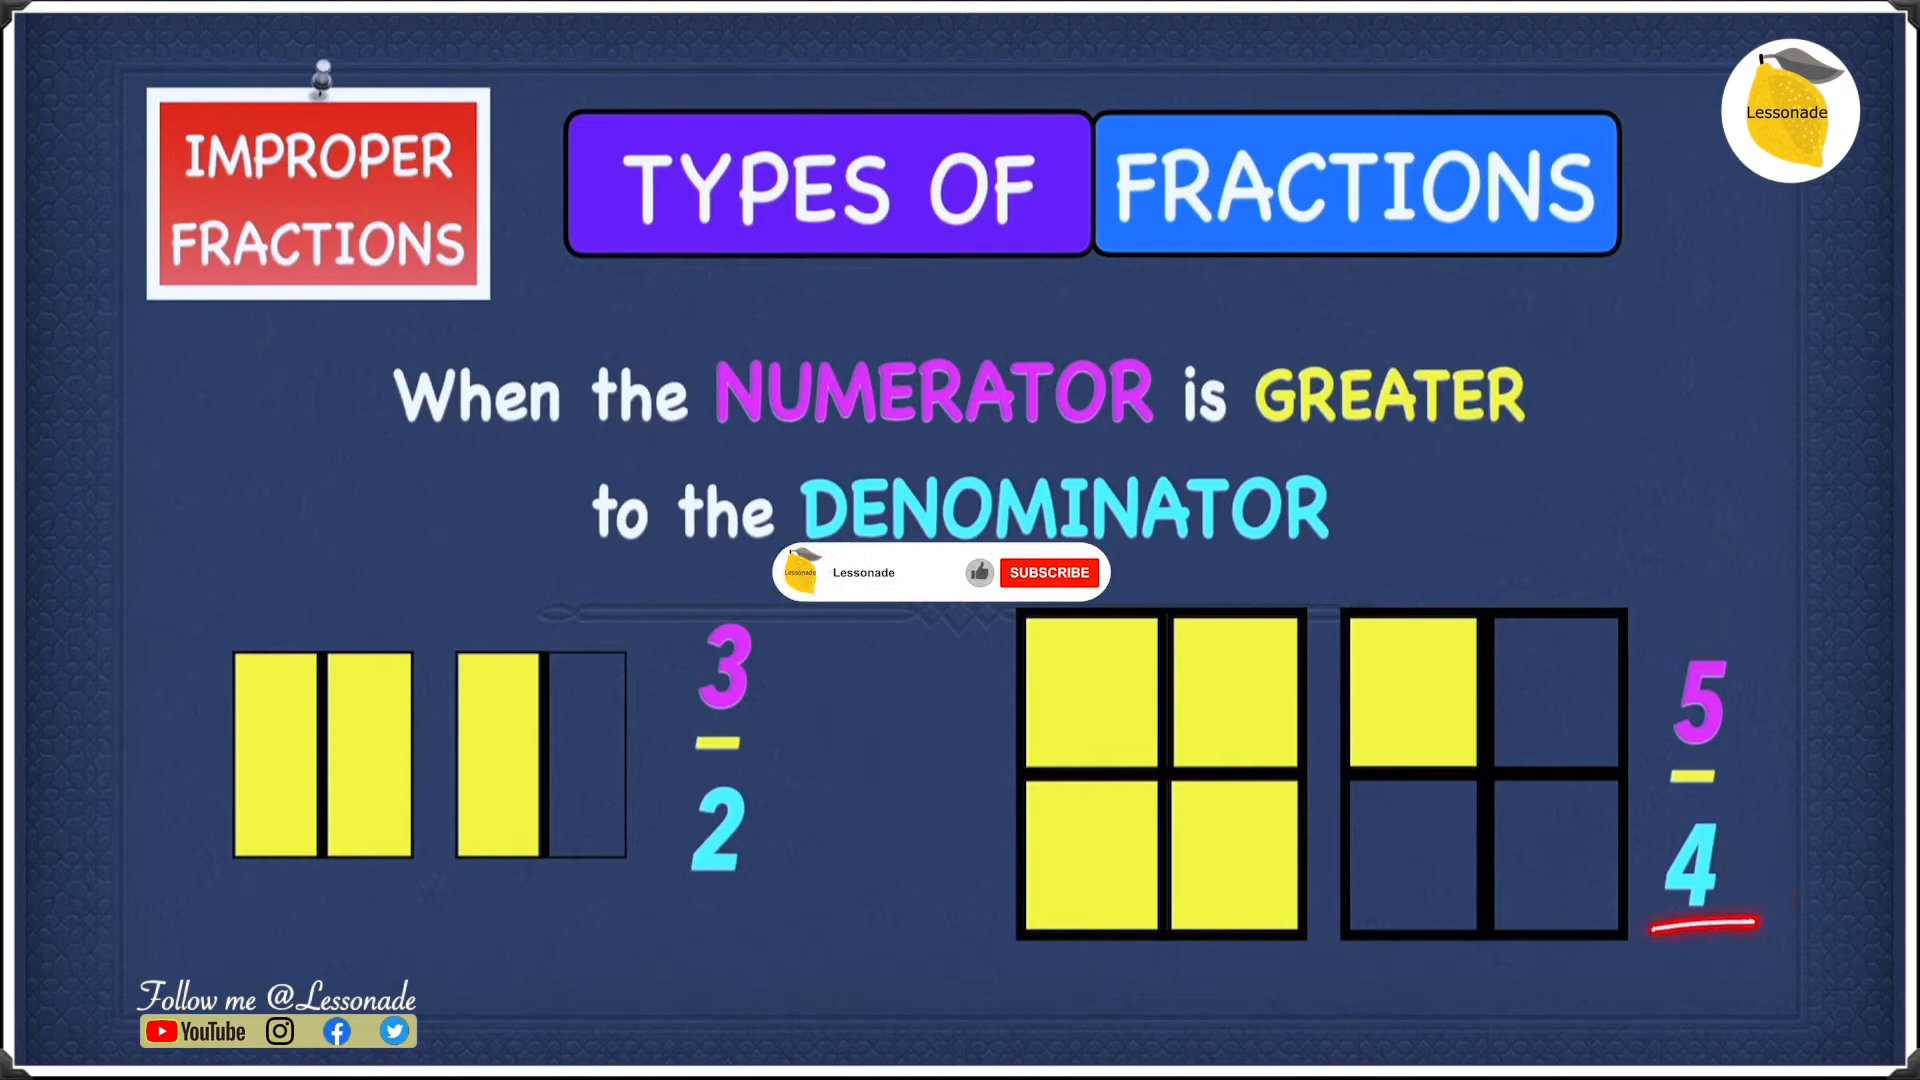 IMPROPER
FRACTIONS
TYPES OF FRACTIONS
Lessonade
When the NUMERATOR is GREATER
to the DENOMINATOR
Lessonade Lessonade SUBSCRIBE
3
2
5
4
Follow me @Lessonade
YouTube